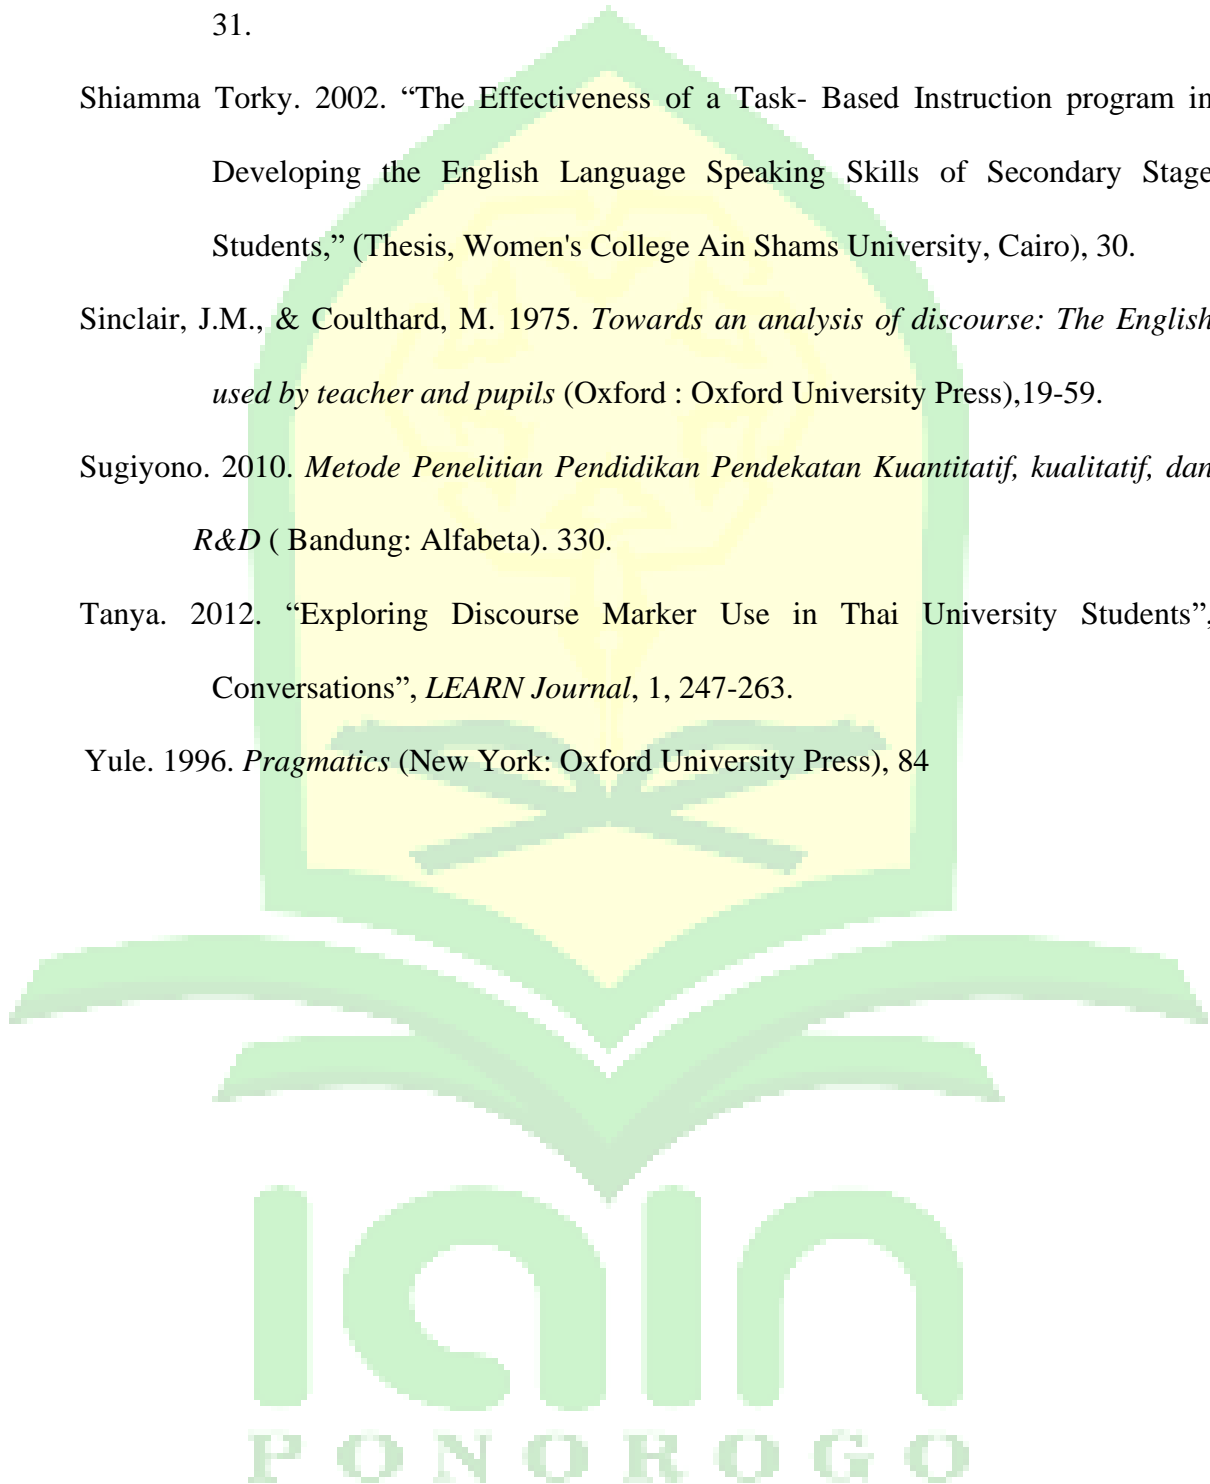 31.
Shiamma Torky. 2002. “The Effectiveness of a Task- Based Instruction program in
Developing the English Language Speaking Skills of Secondary Stage
Students,” (Thesis, Women's College Ain Shams University, Cairo), 30.
Sinclair, J.M., & Coulthard, M. 1975. Towards an analysis of discourse: The English
used by teacher and pupils (Oxford : Oxford University Press),19-59.
Sugiyono. 2010. Metode Penelitian Pendidikan Pendekatan Kuantitatif, kualitatif, dan
R&D ( Bandung: Alfabeta). 330.
Tanya. 2012. “Exploring Discourse Marker Use in Thai University Students”,
Conversations”, LEARN Journal, 1, 247-263.
Yule. 1996. Pragmatics (New York: Oxford University Press), 84
iain
PONOROGO